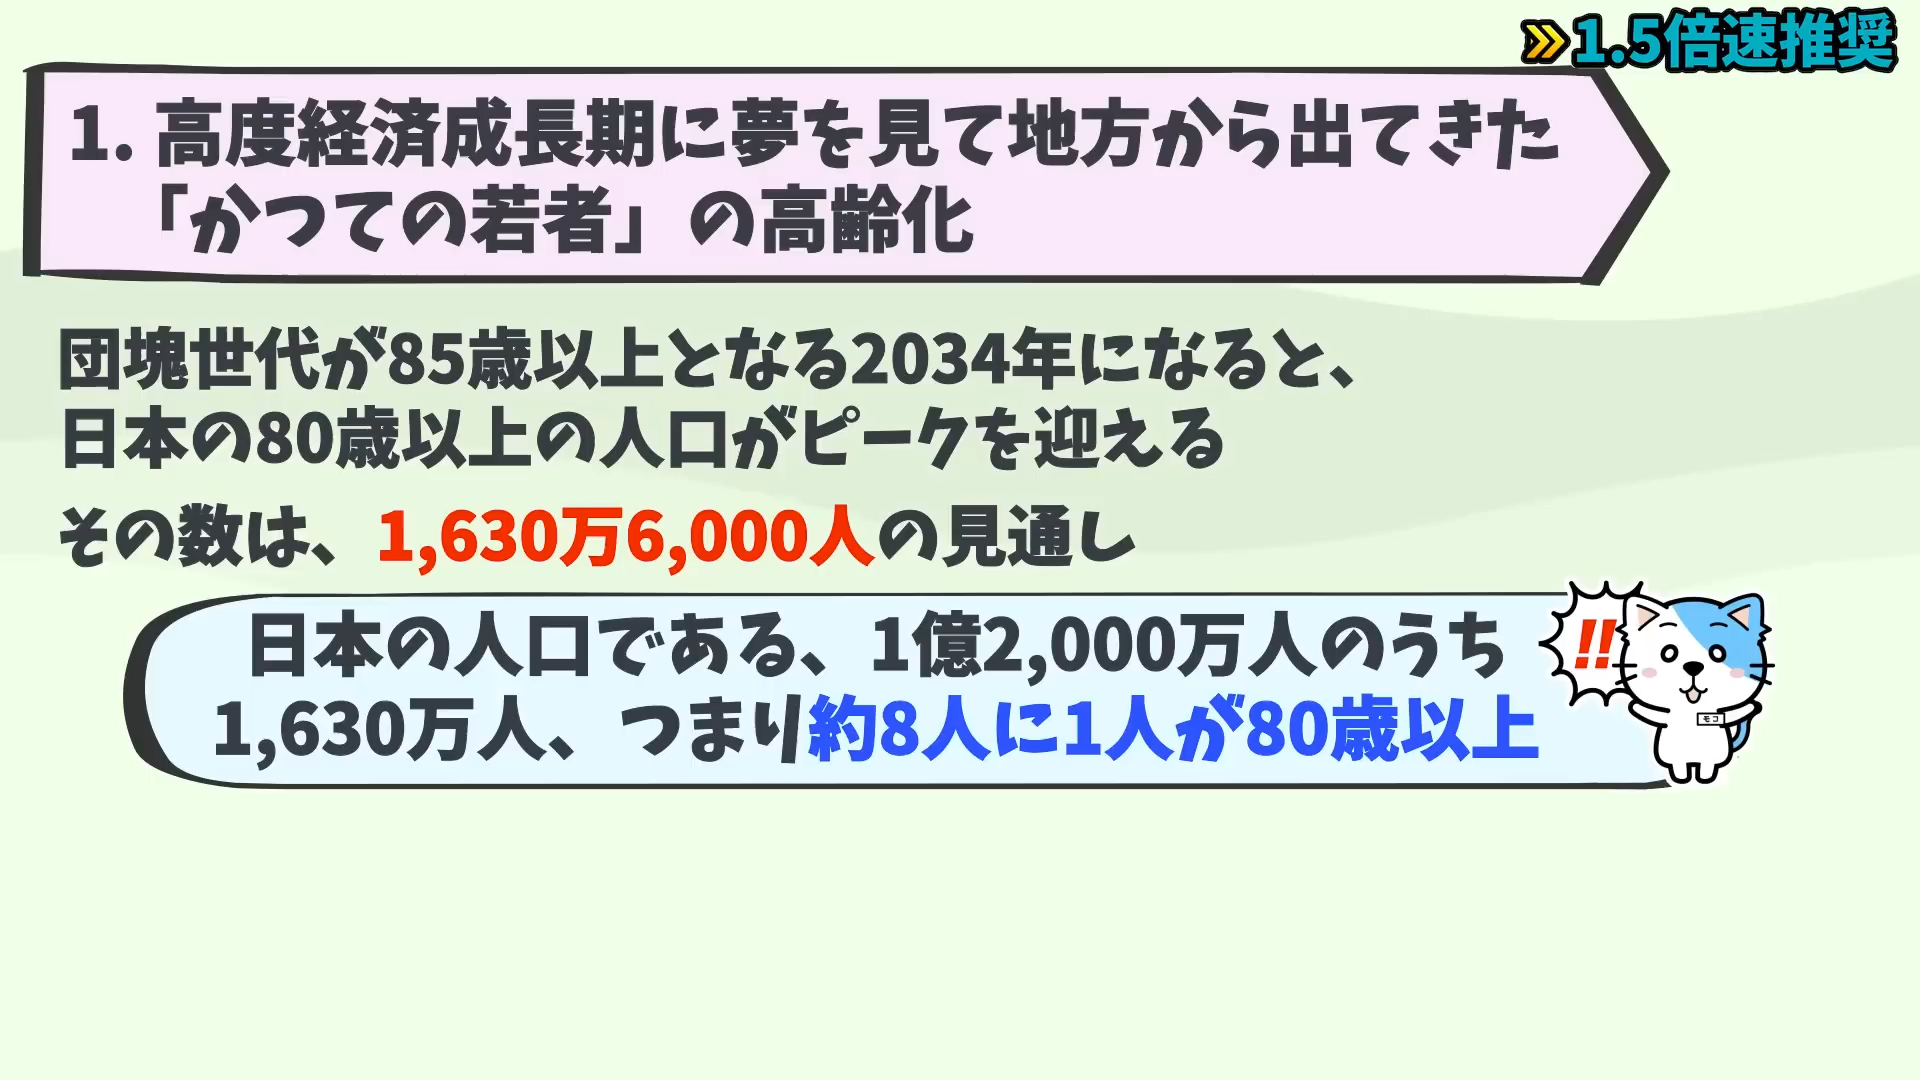 1.5倍速推奨
1. 高度経済成長期に夢を見て地方から出てきた
「かつての若者」の高齢化
団塊世代が85歳以上となる2034年になると、
日本の80歳以上の人口がピークを迎える
その数は、1,630万6,000人の見通し
日本の人口である、1億2,000万人のうち
1,630万人、つまり約8人に1人が80歳以上
!!
モコ